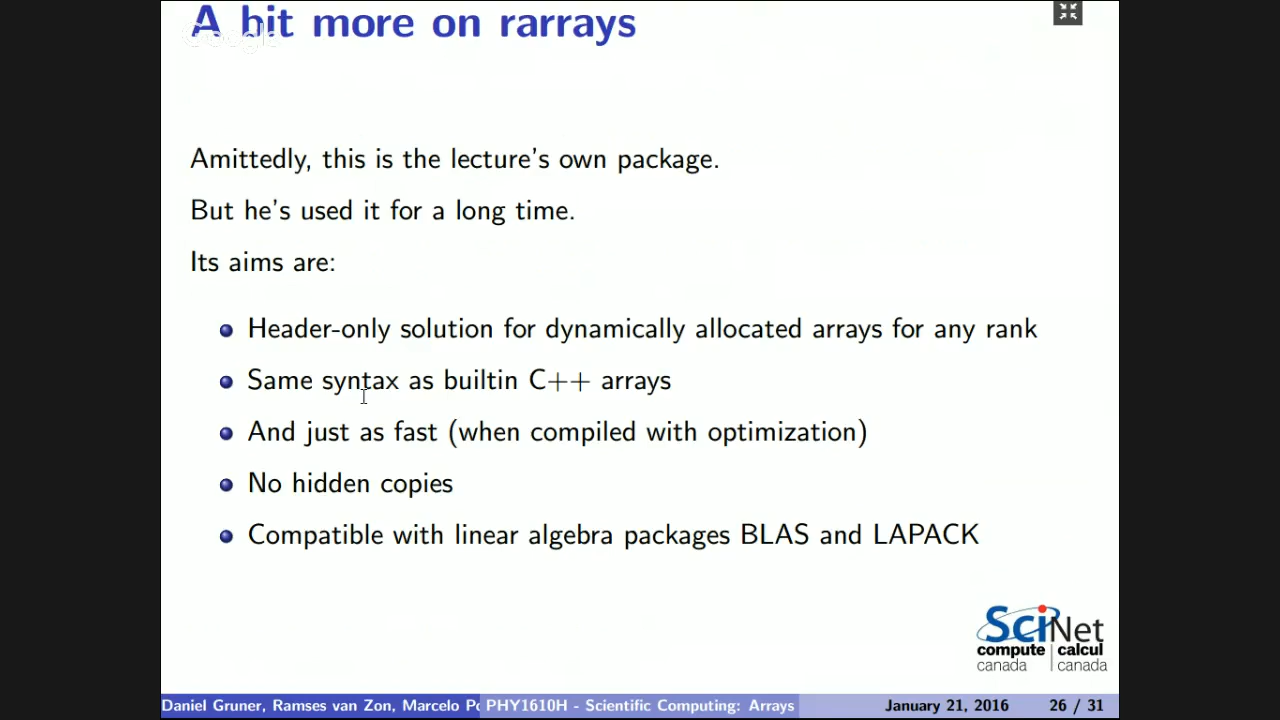 A bit more on rarrays
Google
Amittedly, this is the lecture's own package.
But he's used it for a long time.
Its aims are:
Header-only solution for dynamically allocated arrays for any rank
Same syntax as builtin C++ arrays
And just as fast (when compiled with optimization)
No hidden copies
Compatible with linear algebra packages BLAS and LAPACK
SciNet
compute | calcul
canada | canada
Daniel Gruner, Ramses van Zon, Marcelo Po PHY1610H - Scientific Computing: Arrays January 21, 2016 26 / 31